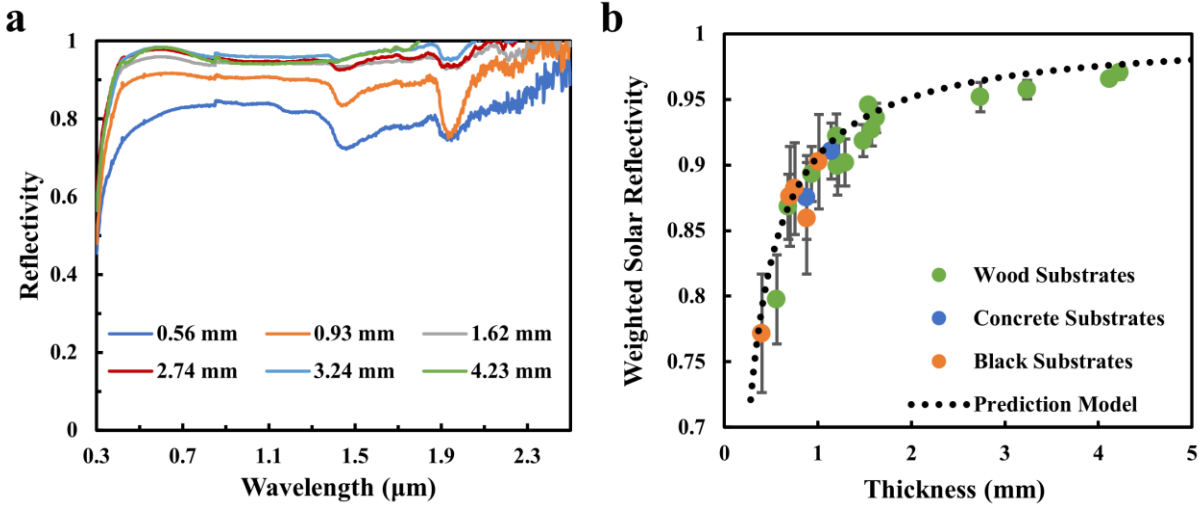 a
Reflectivity
1
0.8
0.6
0.4
0.2
0
0.56 mm
0.93 mm
1.62 mm
2.74 mm
3.24 mm
4.23 mm
0.3
0.7
1.1
1.5
1.9
2.3
Wavelength (μm)
b
Weighted Solar Reflectivity
1
0.95
0.9
0.85
0.8
0.75
0.7
Wood Substrates
Concrete Substrates
Black Substrates
Prediction Model
0
1
2
3
4
5
Thickness (mm)